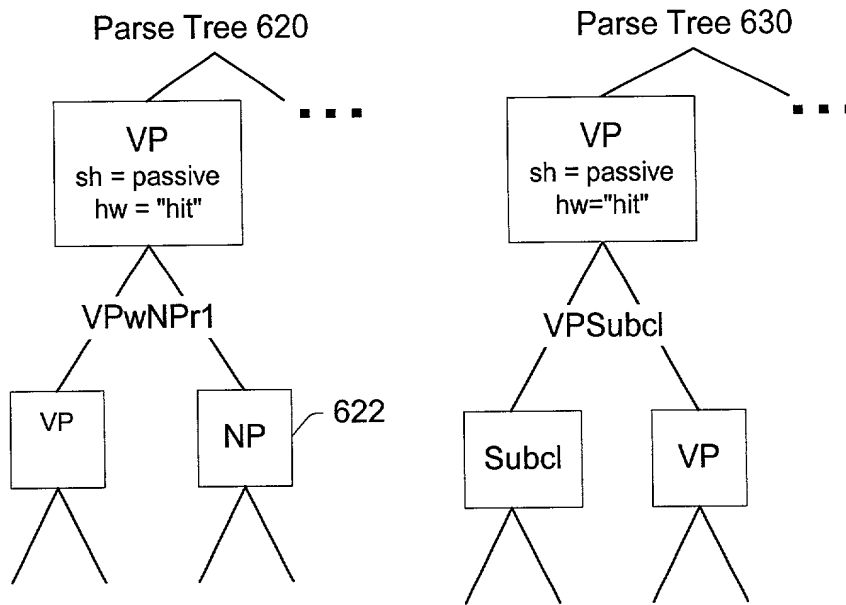 Parse Tree 620
VP
sh = passive
hw = "hit"
VPwNPr1
VP
NP
622
Parse Tree 630
VP
sh = passive
hw="hit"
VPSubcl
Subcl
VP